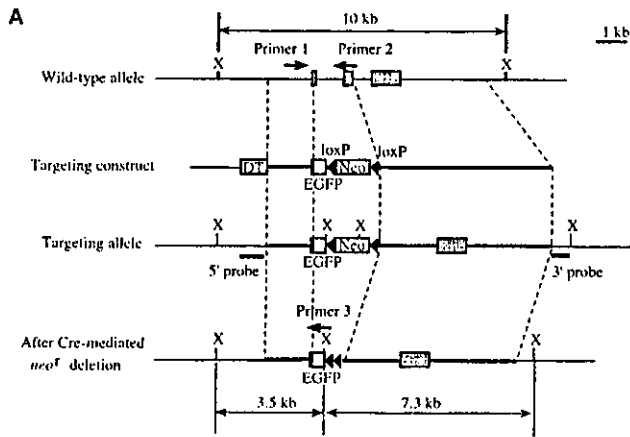 A
10 kb
1 kb
Primer 1
Primer 2
X
X
Wild-type allele
loxP
loxP
Targeting construct
DT
Neo
EGFP
X
X
X
X
Targeting allele
Neo
EGFP
5' probe
3' probe
Primer 3
X
X
X
After Cre-mediated
neoʳ deletion
EGFP
3.5 kb
7.3 kb